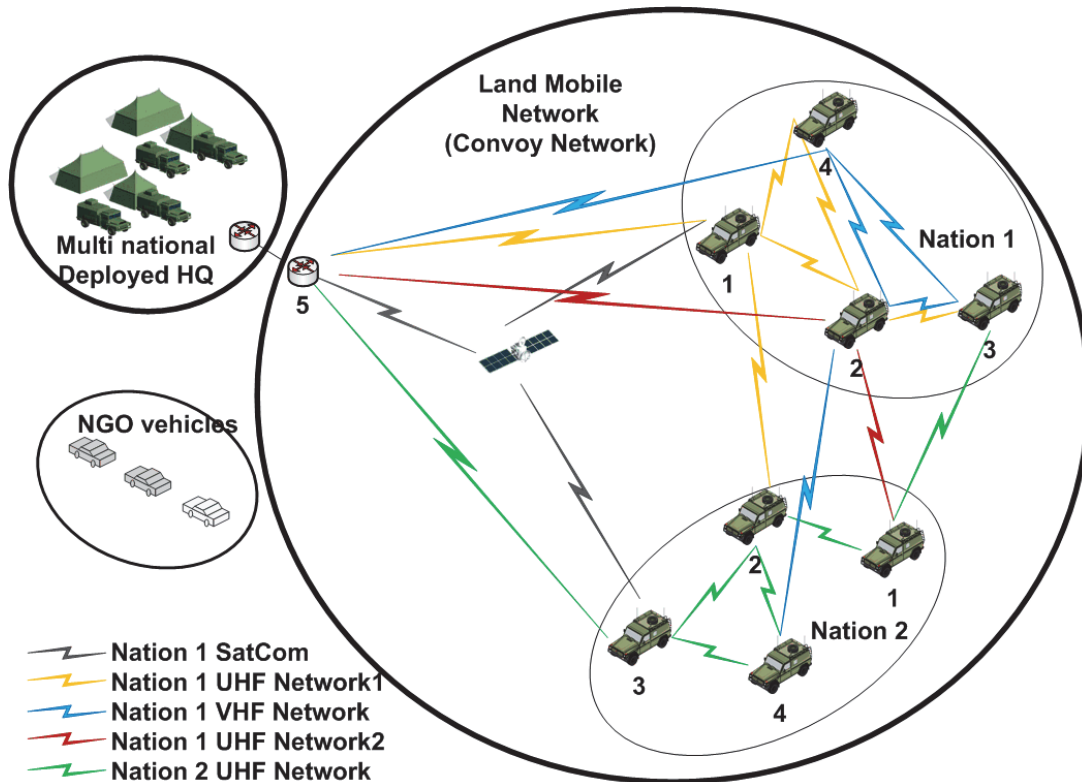 Land Mobile
Network
(Convoy Network)
Multi national
Deployed HQ
5
4
Nation 1
1
2
3
NGO vehicles
2
1
Nation 2
3
4
Nation 1 SatCom
Nation 1 UHF Network1
Nation 1 VHF Network
Nation 1 UHF Network2
Nation 2 UHF Network